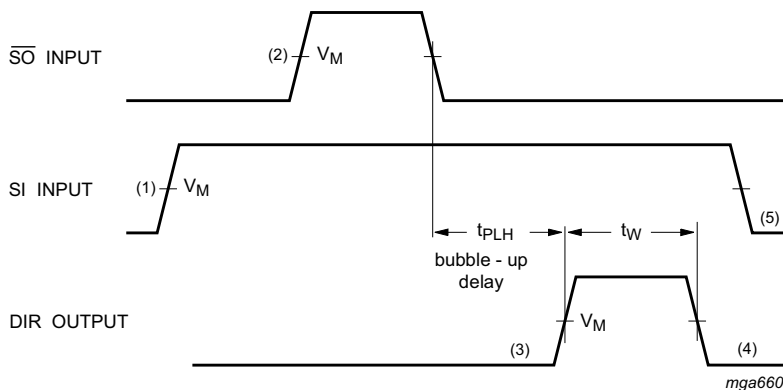 (2)
V_M
S̅O̅ INPUT
SI INPUT
(1)
V_M
(5)
t_PLH
t_W
bubble - up
delay
DIR OUTPUT
V_M
(3)
(4)
mga660